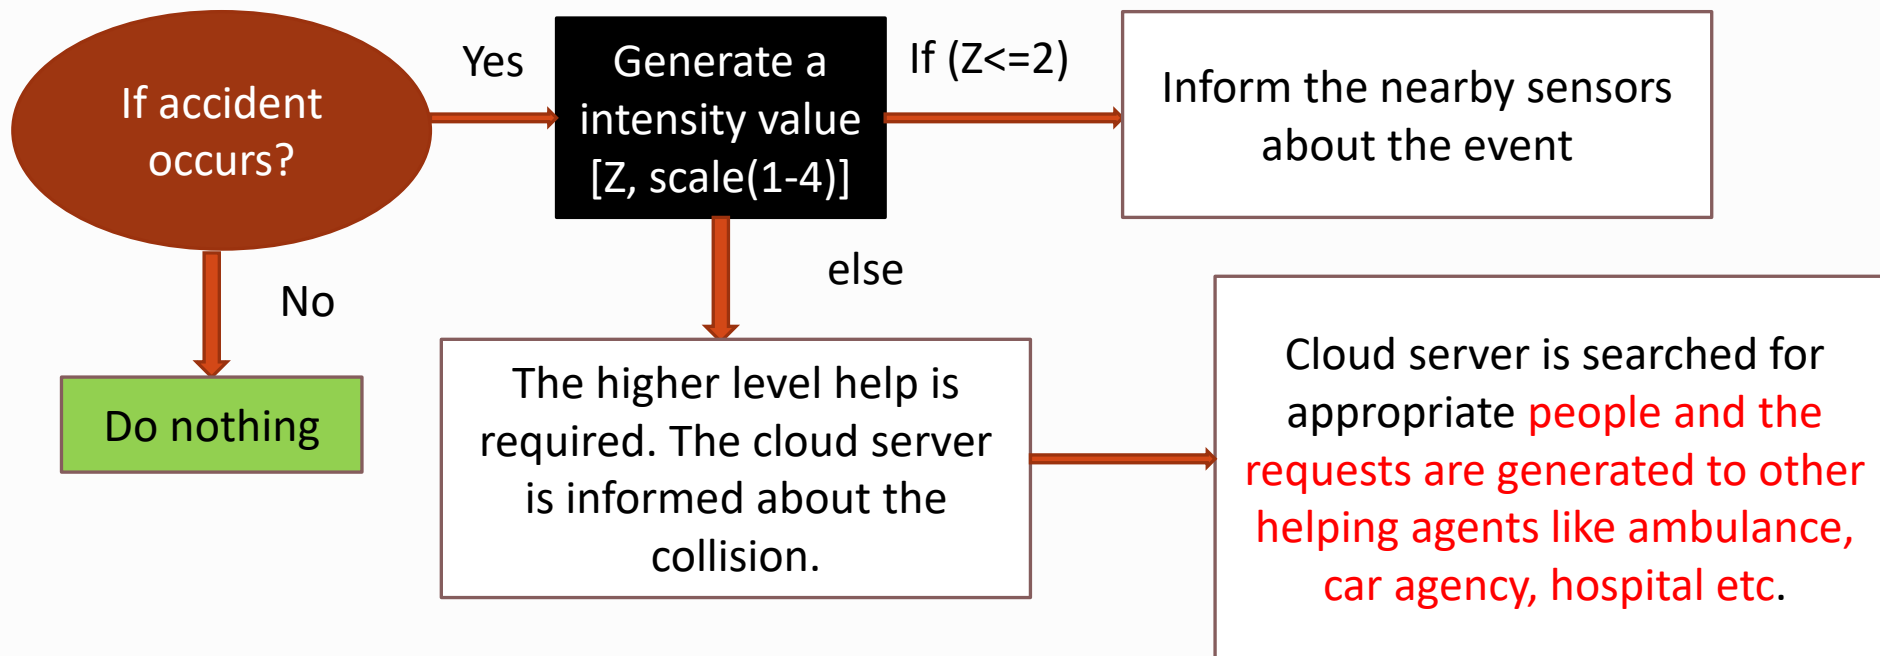 If accident
occurs?
Yes
Generate a
intensity value
[Z, scale(1-4)]
If (Z<=2)
Inform the nearby sensors
about the event
No
else
Do nothing
The higher level help is
required. The cloud server
is informed about the
collision.
Cloud server is searched for
appropriate people and the
requests are generated to other
helping agents like ambulance,
car agency, hospital etc.